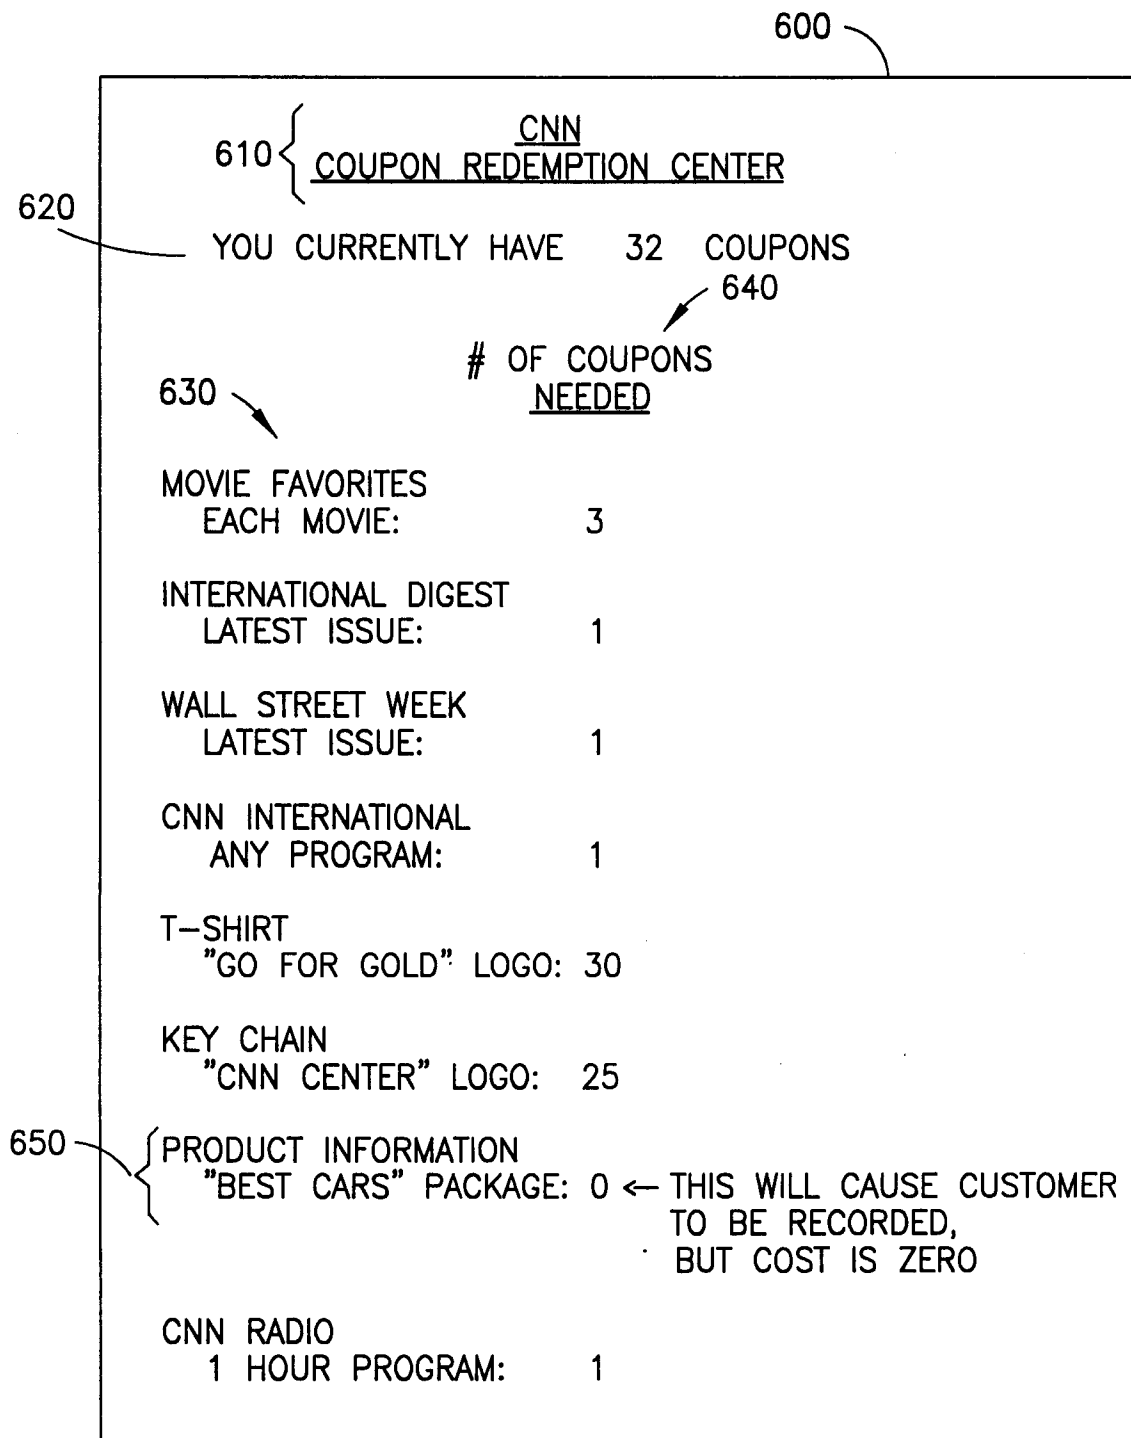 600
610
CNN
COUPON REDEMPTION CENTER
620
YOU CURRENTLY HAVE 32 COUPONS
640
# OF COUPONS
NEEDED
630
MOVIE FAVORITES
EACH MOVIE: 3
INTERNATIONAL DIGEST
LATEST ISSUE: 1
WALL STREET WEEK
LATEST ISSUE: 1
CNN INTERNATIONAL
ANY PROGRAM: 1
T-SHIRT
"GO FOR GOLD" LOGO: 30
KEY CHAIN
"CNN CENTER" LOGO: 25
650
PRODUCT INFORMATION
"BEST CARS" PACKAGE: 0 ← THIS WILL CAUSE CUSTOMER
TO BE RECORDED,
BUT COST IS ZERO
CNN RADIO
1 HOUR PROGRAM: 1